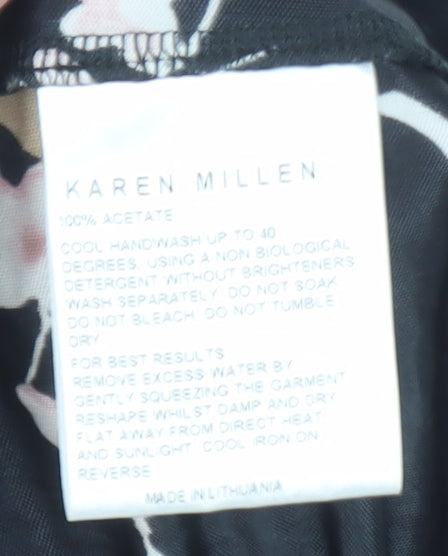 KAREN MILLEN
100% ACETATE
COOL HANDWASH UP TO 40
DEGREES, USING A NON BIOLOGICAL
DETERGENT WITHOUT BRIGHTENERS
WASH SEPARATELY. DO NOT SOAK
DO NOT BLEACH. DO NOT TUMBLE
DRY
FOR BEST RESULTS
REMOVE EXCESS WATER BY
GENTLY SQUEEZING THE GARMENT
RESHAPE WHILST DAMP AND DRY
FLAT AWAY FROM DIRECT HEAT
AND SUNLIGHT. COOL IRON ON
REVERSE
MADE IN LITHUANIA